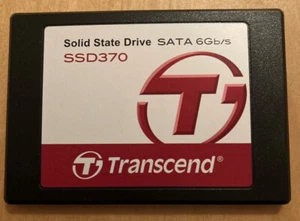 Solid State Drive SATA 6Gb/s
SSD370
Transcend®